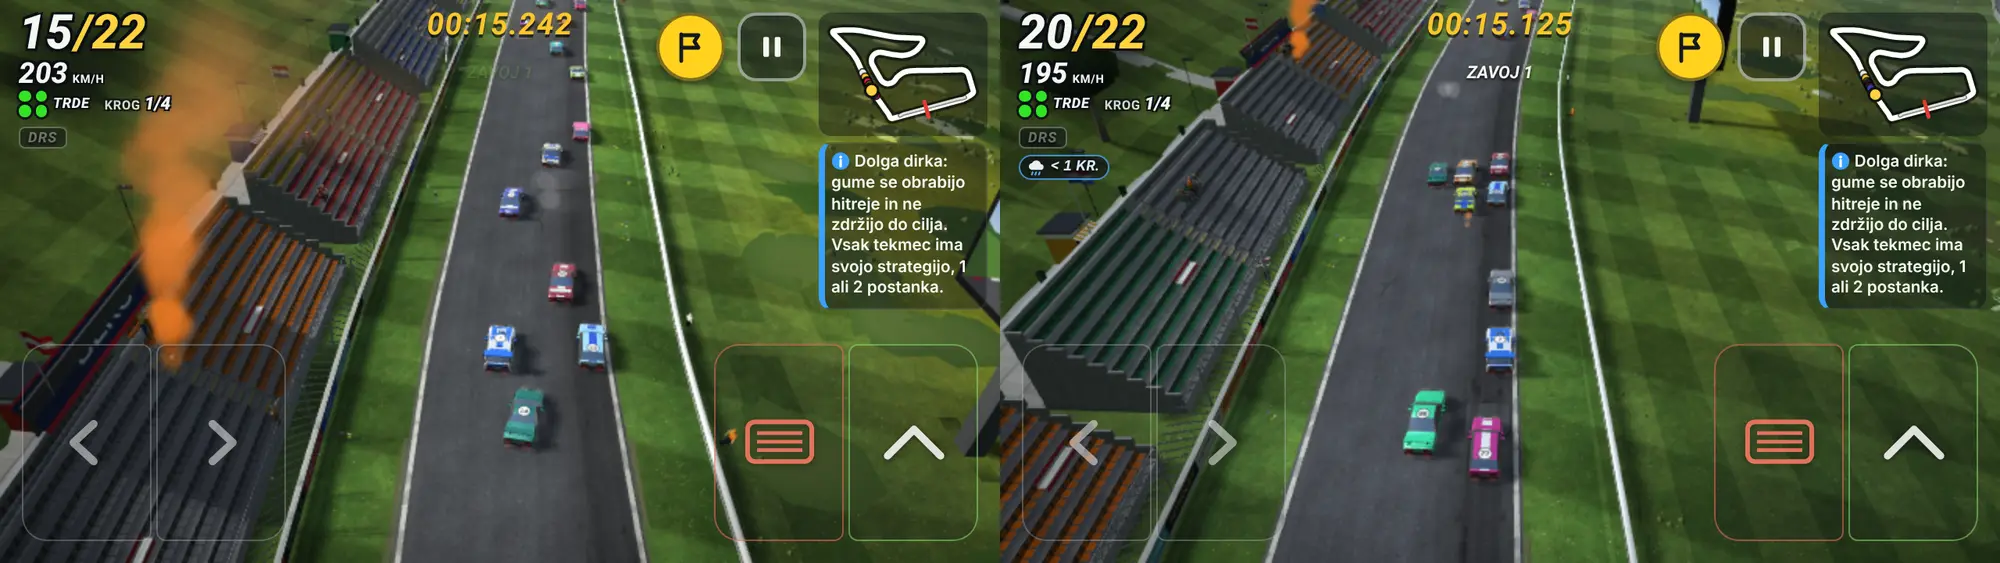 15/22
00:15.242
203 KM/H
TRDE KROG 1/4
DRS
ZAVOJ 1
Dolga dirka:
gume se obrabijo
hitreje in ne
zdržijo do cilja.
Vsak tekmec ima
svojo strategijo, 1
ali 2 postanka.
20/22
00:15.125
195 KM/H
TRDE KROG 1/4
DRS
< 1 KR.
ZAVOJ 1
Dolga dirka:
gume se obrabijo
hitreje in ne
zdržijo do cilja.
Vsak tekmec ima
svojo strategijo, 1
ali 2 postanka.